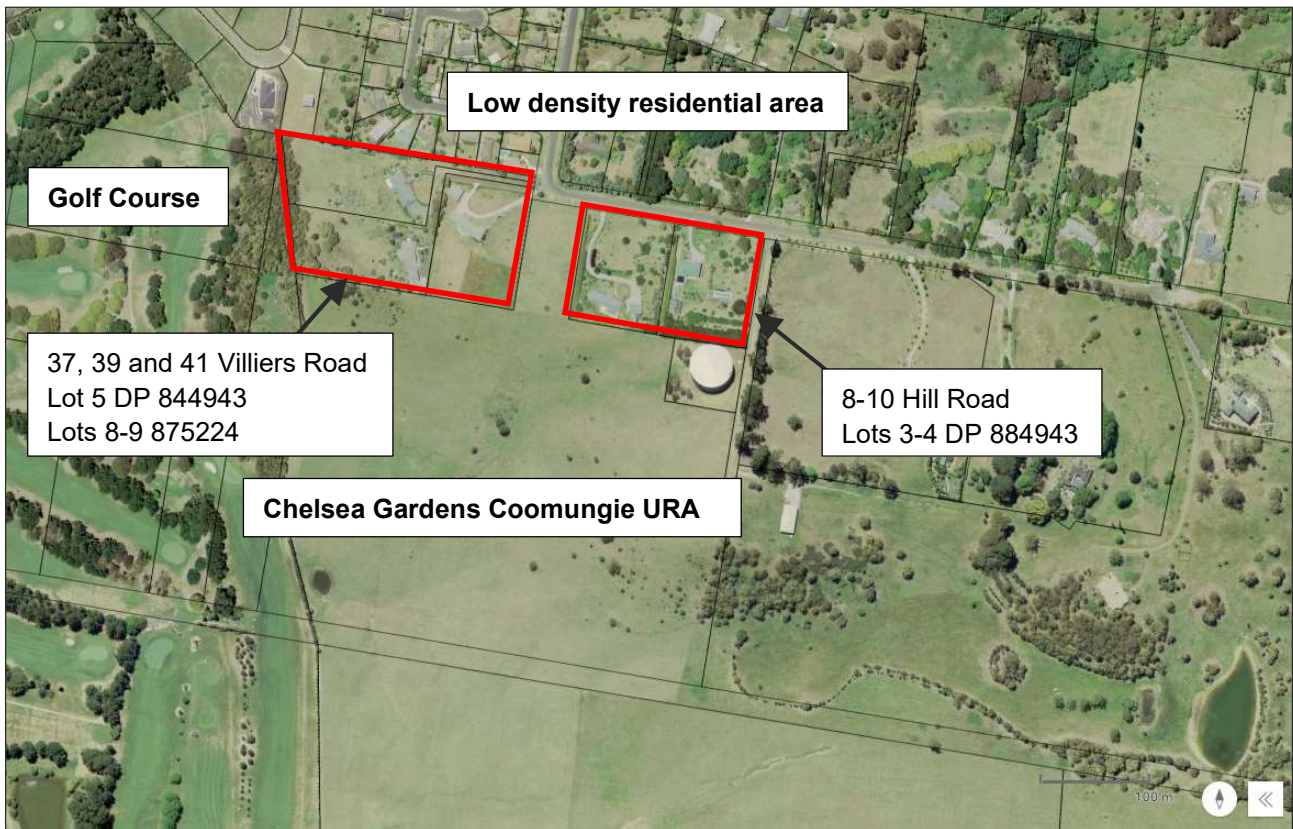 Low density residential area
Golf Course
37, 39 and 41 Villiers Road
Lot 5 DP 844943
Lots 8-9 875224
8-10 Hill Road
Lots 3-4 DP 884943
Chelsea Gardens Coomungie URA
100 m